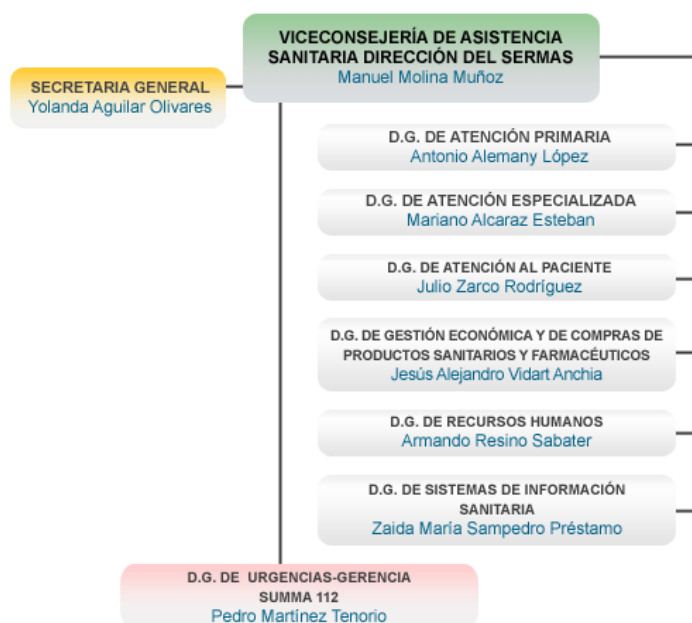 VICECONSEJERÍA DE ASISTENCIA
SANITARIA DIRECCIÓN DEL SERMAS
Manuel Molina Muñoz
SECRETARIA GENERAL
Yolanda Aguilar Olivares
D.G. DE ATENCIÓN PRIMARIA
Antonio Alemany López
D.G. DE ATENCIÓN ESPECIALIZADA
Mariano Alcaraz Esteban
D.G. DE ATENCIÓN AL PACIENTE
Julio Zarco Rodríguez
D.G. DE GESTIÓN ECONÓMICA Y DE COMPRAS DE
PRODUCTOS SANITARIOS Y FARMACÉUTICOS
Jesús Alejandro Vidart Anchia
D.G. DE RECURSOS HUMANOS
Armando Resino Sabater
D.G. DE SISTEMAS DE INFORMACIÓN
SANITARIA
Zaida María Sampedro Préstamo
D.G. DE URGENCIAS-GERENCIA
SUMMA 112
Pedro Martínez Tenorio